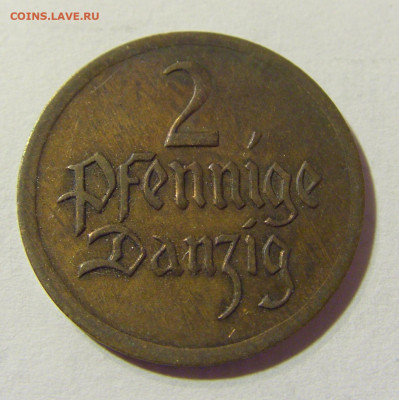 COINS.LAVE.RU
2
Pfennige
Danzig